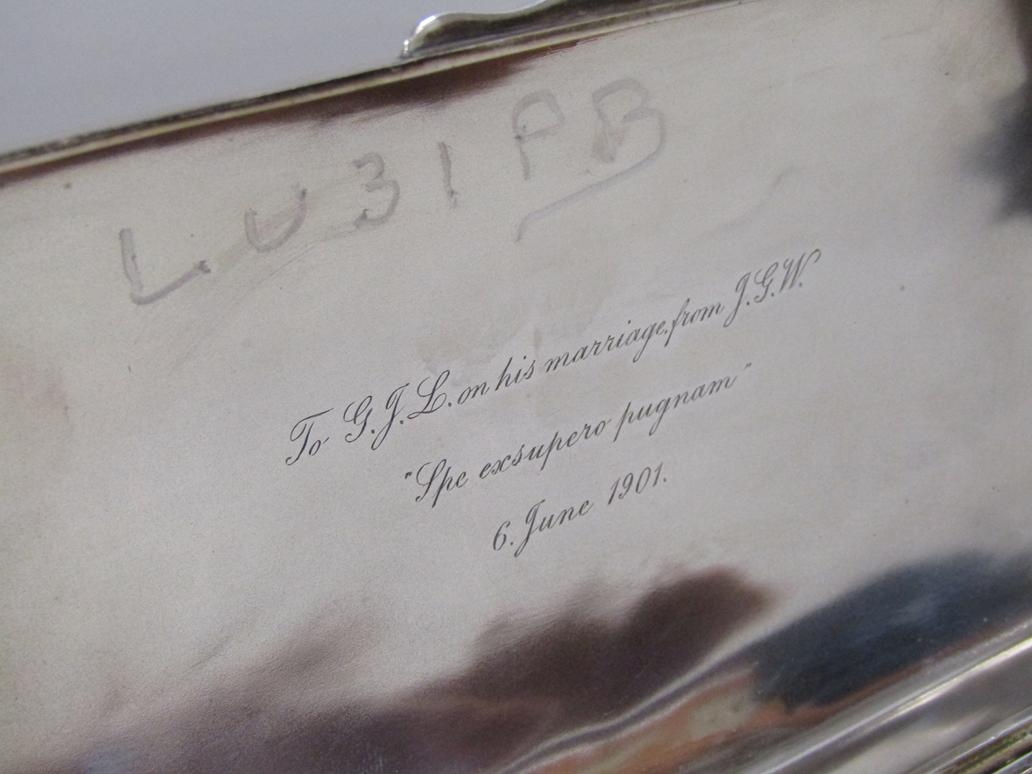 LU31PB
To G.J.L. on his marriage, from J.G.W.
"Spe exsupero pugnam"
6. June 1901.